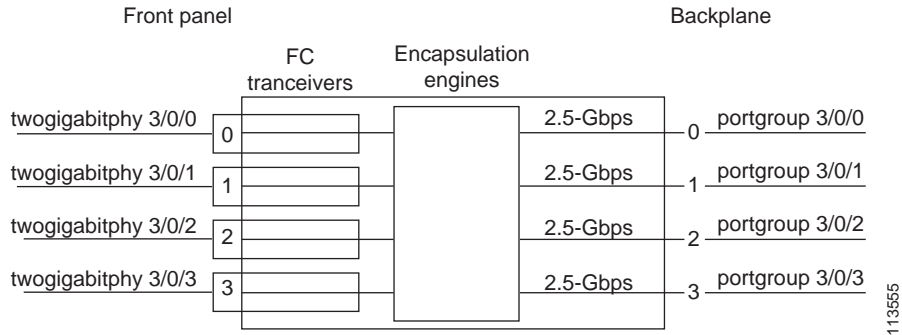 Front panel
Backplane
FC
tranceivers
Encapsulation
engines
twogigabitphy 3/0/0
0
2.5-Gbps
0
portgroup 3/0/0
twogigabitphy 3/0/1
1
2.5-Gbps
1
portgroup 3/0/1
twogigabitphy 3/0/2
2
2.5-Gbps
2
portgroup 3/0/2
twogigabitphy 3/0/3
3
2.5-Gbps
3
portgroup 3/0/3
113555